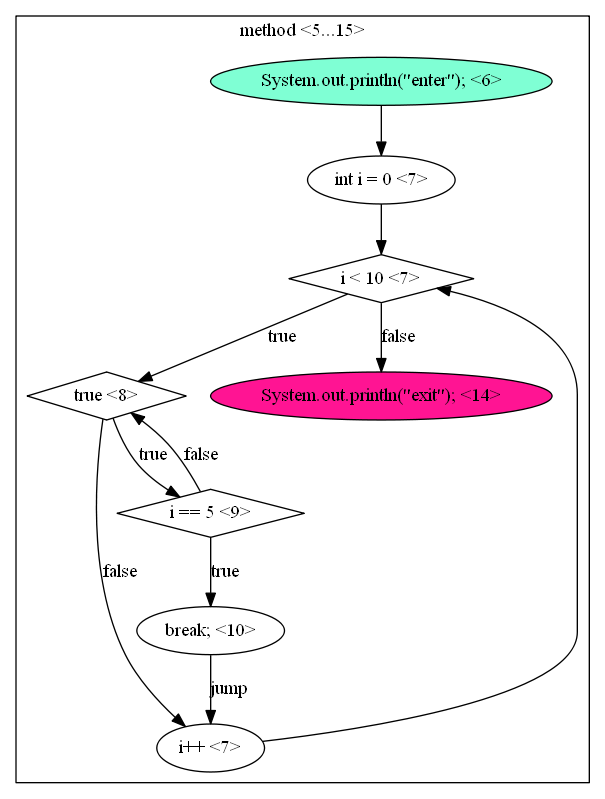 method <5...15>
System.out.println("enter"); <6>
int i = 0 <7>
i < 10 <7>
true
false
true <8>
System.out.println("exit"); <14>
true
false
i == 5 <9>
false
true
break; <10>
jump
i++ <7>